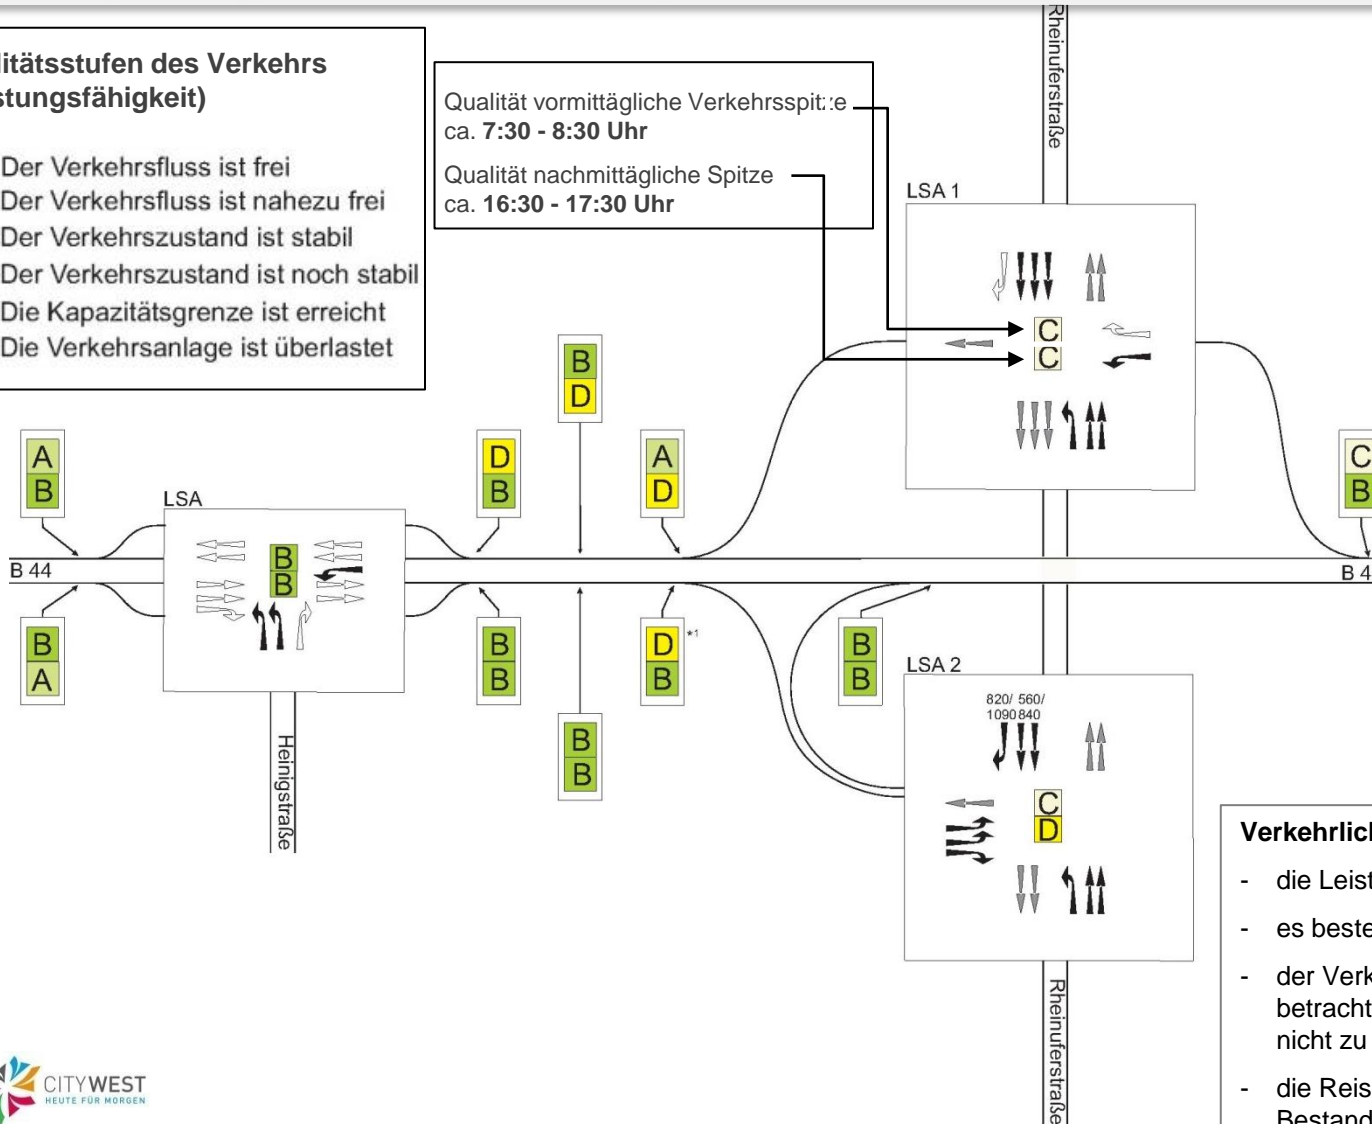 litätsstufen des Verkehrs
stungsfähigkeit)
Der Verkehrsfluss ist frei
Der Verkehrsfluss ist nahezu frei
Der Verkehrszustand ist stabil
Der Verkehrszustand ist noch stabil
Die Kapazitätsgrenze ist erreicht
Die Verkehrsanlage ist überlastet
Qualität vormittägliche Verkehrsspitze
ca. 7:30 - 8:30 Uhr
Qualität nachmittägliche Spitze
ca. 16:30 - 17:30 Uhr
Rheinuferstraße
LSA 1
C
C
B
D
A
B
D
B
A
D
C
B
LSA
B
B
B 44
B 4
B
A
B
B
D *1
B
B
B
B
B
LSA 2
820/ 560/
1090 840
C
D
Heinigstraße
Rheinuferstraße
Verkehrlich
- die Leist
- es beste
- der Verk
betracht
nicht zu
- die Reis
Bestand
CITYWEST
HEUTE FÜR MORGEN